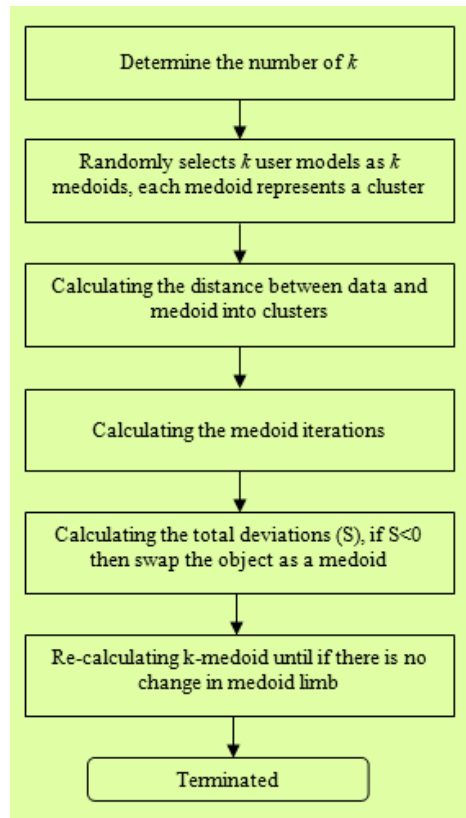 Determine the number of k
Randomly selects k user models as k
medoids, each medoid represents a cluster
Calculating the distance between data and
medoid into clusters
Calculating the medoid iterations
Calculating the total deviations (S), if S<0
then swap the object as a medoid
Re-calculating k-medoid until if there is no
change in medoid limb
Terminated